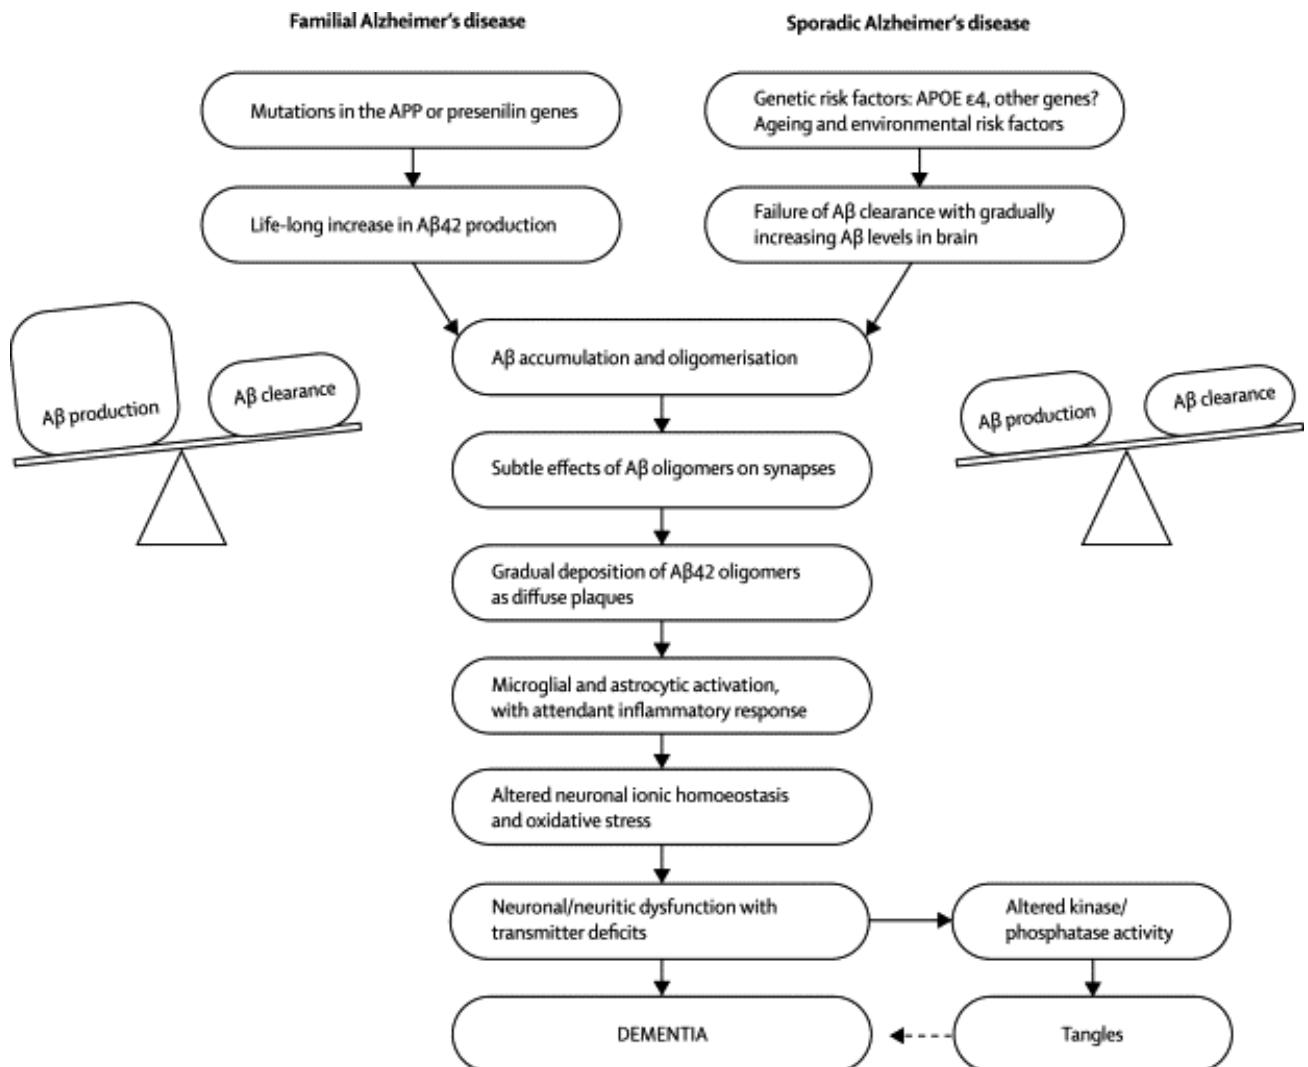 Familial Alzheimer's disease
Sporadic Alzheimer's disease
Mutations in the APP or presenilin genes
Genetic risk factors: APOE ε4, other genes?
Ageing and environmental risk factors
Life-long increase in Aβ42 production
Failure of Aβ clearance with gradually
increasing Aβ levels in brain
Aβ production
Aβ clearance
Aβ accumulation and oligomerisation
Aβ production
Aβ clearance
Subtle effects of Aβ oligomers on synapses
Gradual deposition of Aβ42 oligomers
as diffuse plaques
Microglial and astrocytic activation,
with attendant inflammatory response
Altered neuronal ionic homoeostasis
and oxidative stress
Neuronal/neuritic dysfunction with
transmitter deficits
Altered kinase/
phosphatase activity
DEMENTIA
Tangles